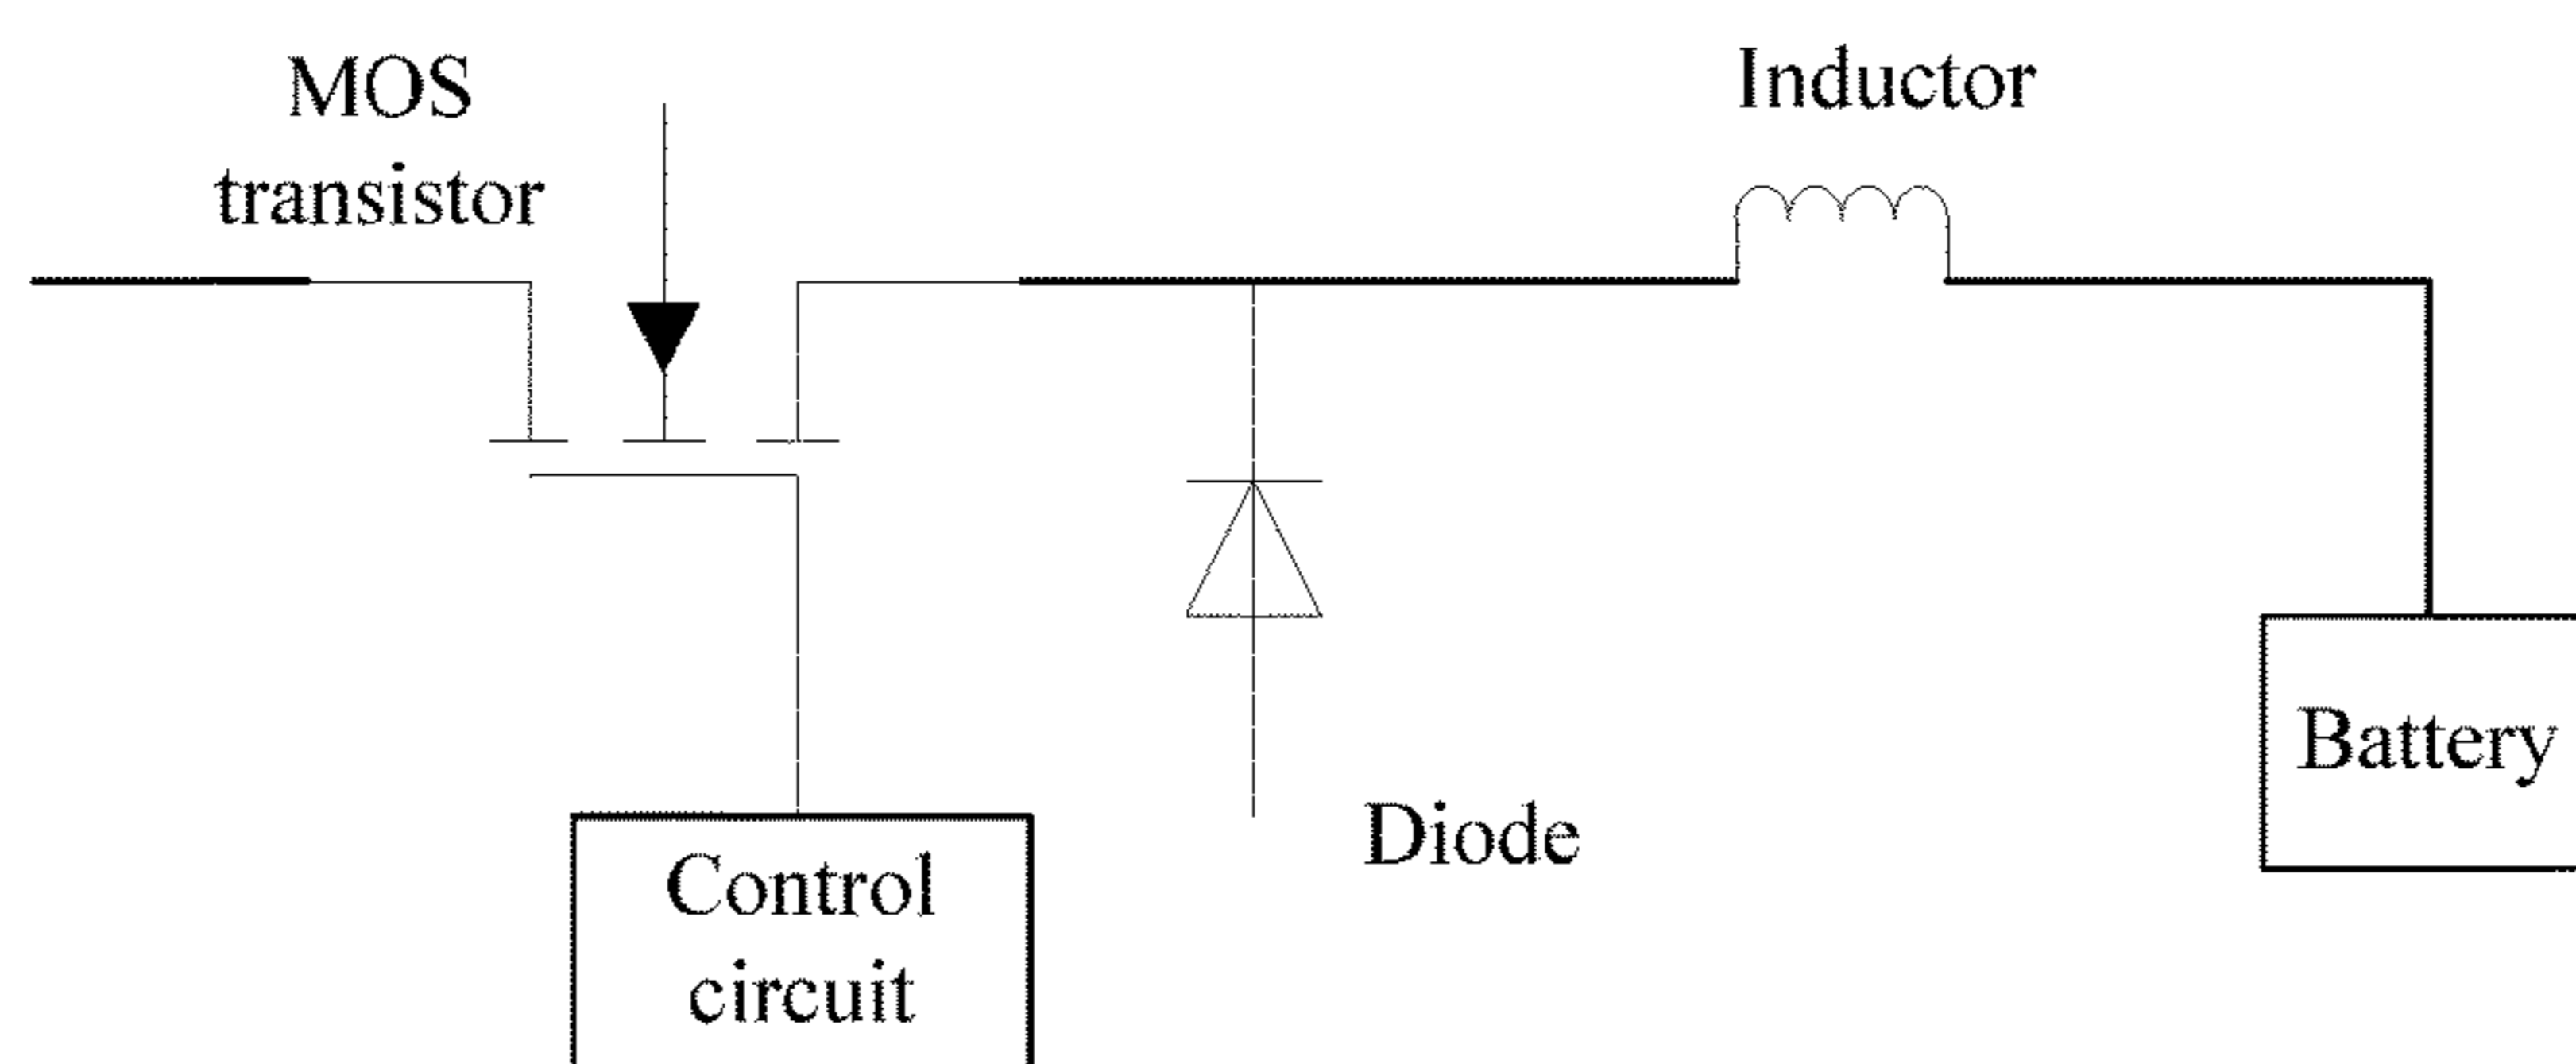 MOS
transistor
Inductor
Battery
Diode
Control
circuit